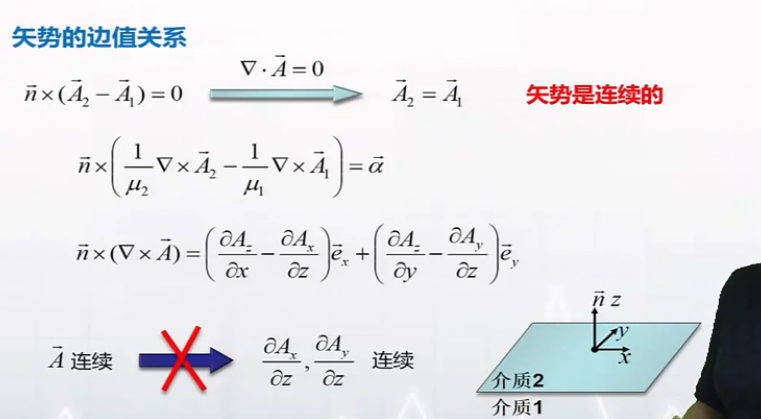 矢势的边值关系
$\vec{n}\times(\vec{A}_2-\vec{A}_1)=0$ $\nabla\cdot\vec{A}=0$ $\vec{A}_2=\vec{A}_1$ 矢势是连续的
$\vec{n}\times\left(\frac{1}{\mu_2}\nabla\times\vec{A}_2-\frac{1}{\mu_1}\nabla\times\vec{A}_1\right)=\vec{\alpha}$
$\vec{n}\times(\nabla\times\vec{A})=\left(\frac{\partial A_z}{\partial x}-\frac{\partial A_x}{\partial z}\right)\vec{e}_x+\left(\frac{\partial A_z}{\partial y}-\frac{\partial A_y}{\partial z}\right)\vec{e}_y$
$\vec{A}$ 连续 $\frac{\partial A_x}{\partial z},\frac{\partial A_y}{\partial z}$ 连续
$\vec{n}$ z
y
x
介质2
介质1